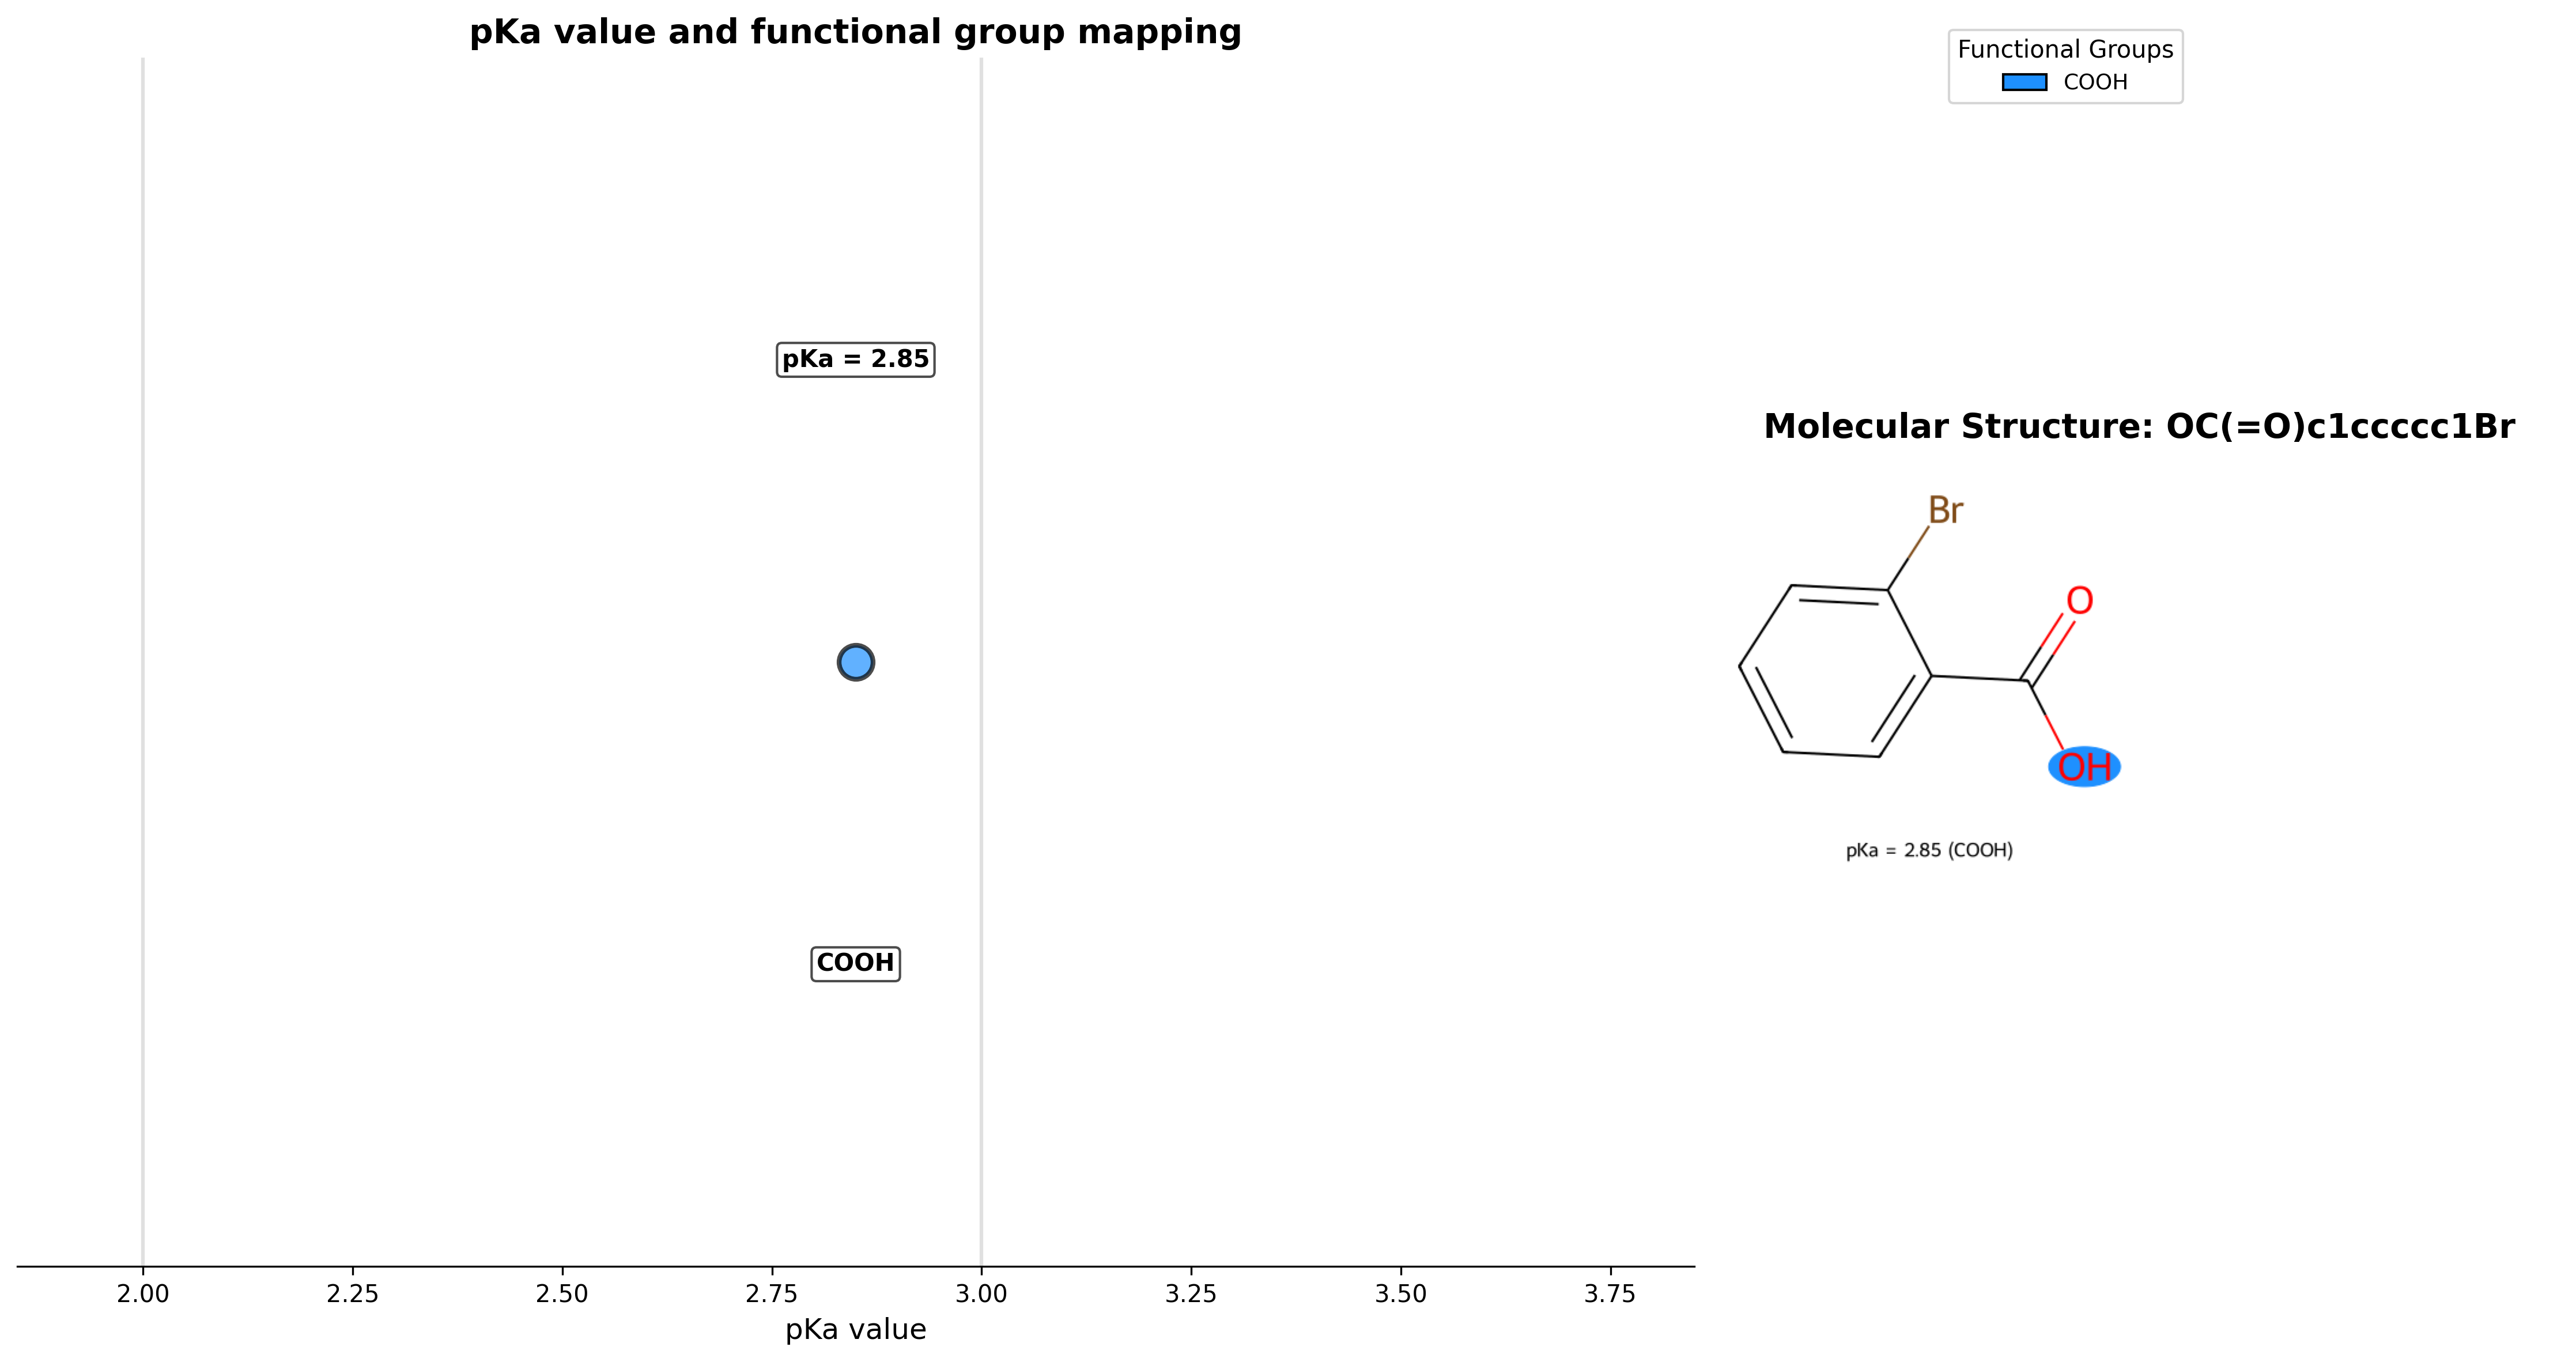 pKa value and functional group mapping
pKa = 2.85
COOH
2.00 2.25 2.50 2.75 3.00 3.25 3.50 3.75
pKa value
Functional Groups
COOH
Molecular Structure: OC(=O)c1ccccc1Br
Br
O
OH
pKa = 2.85 (COOH)